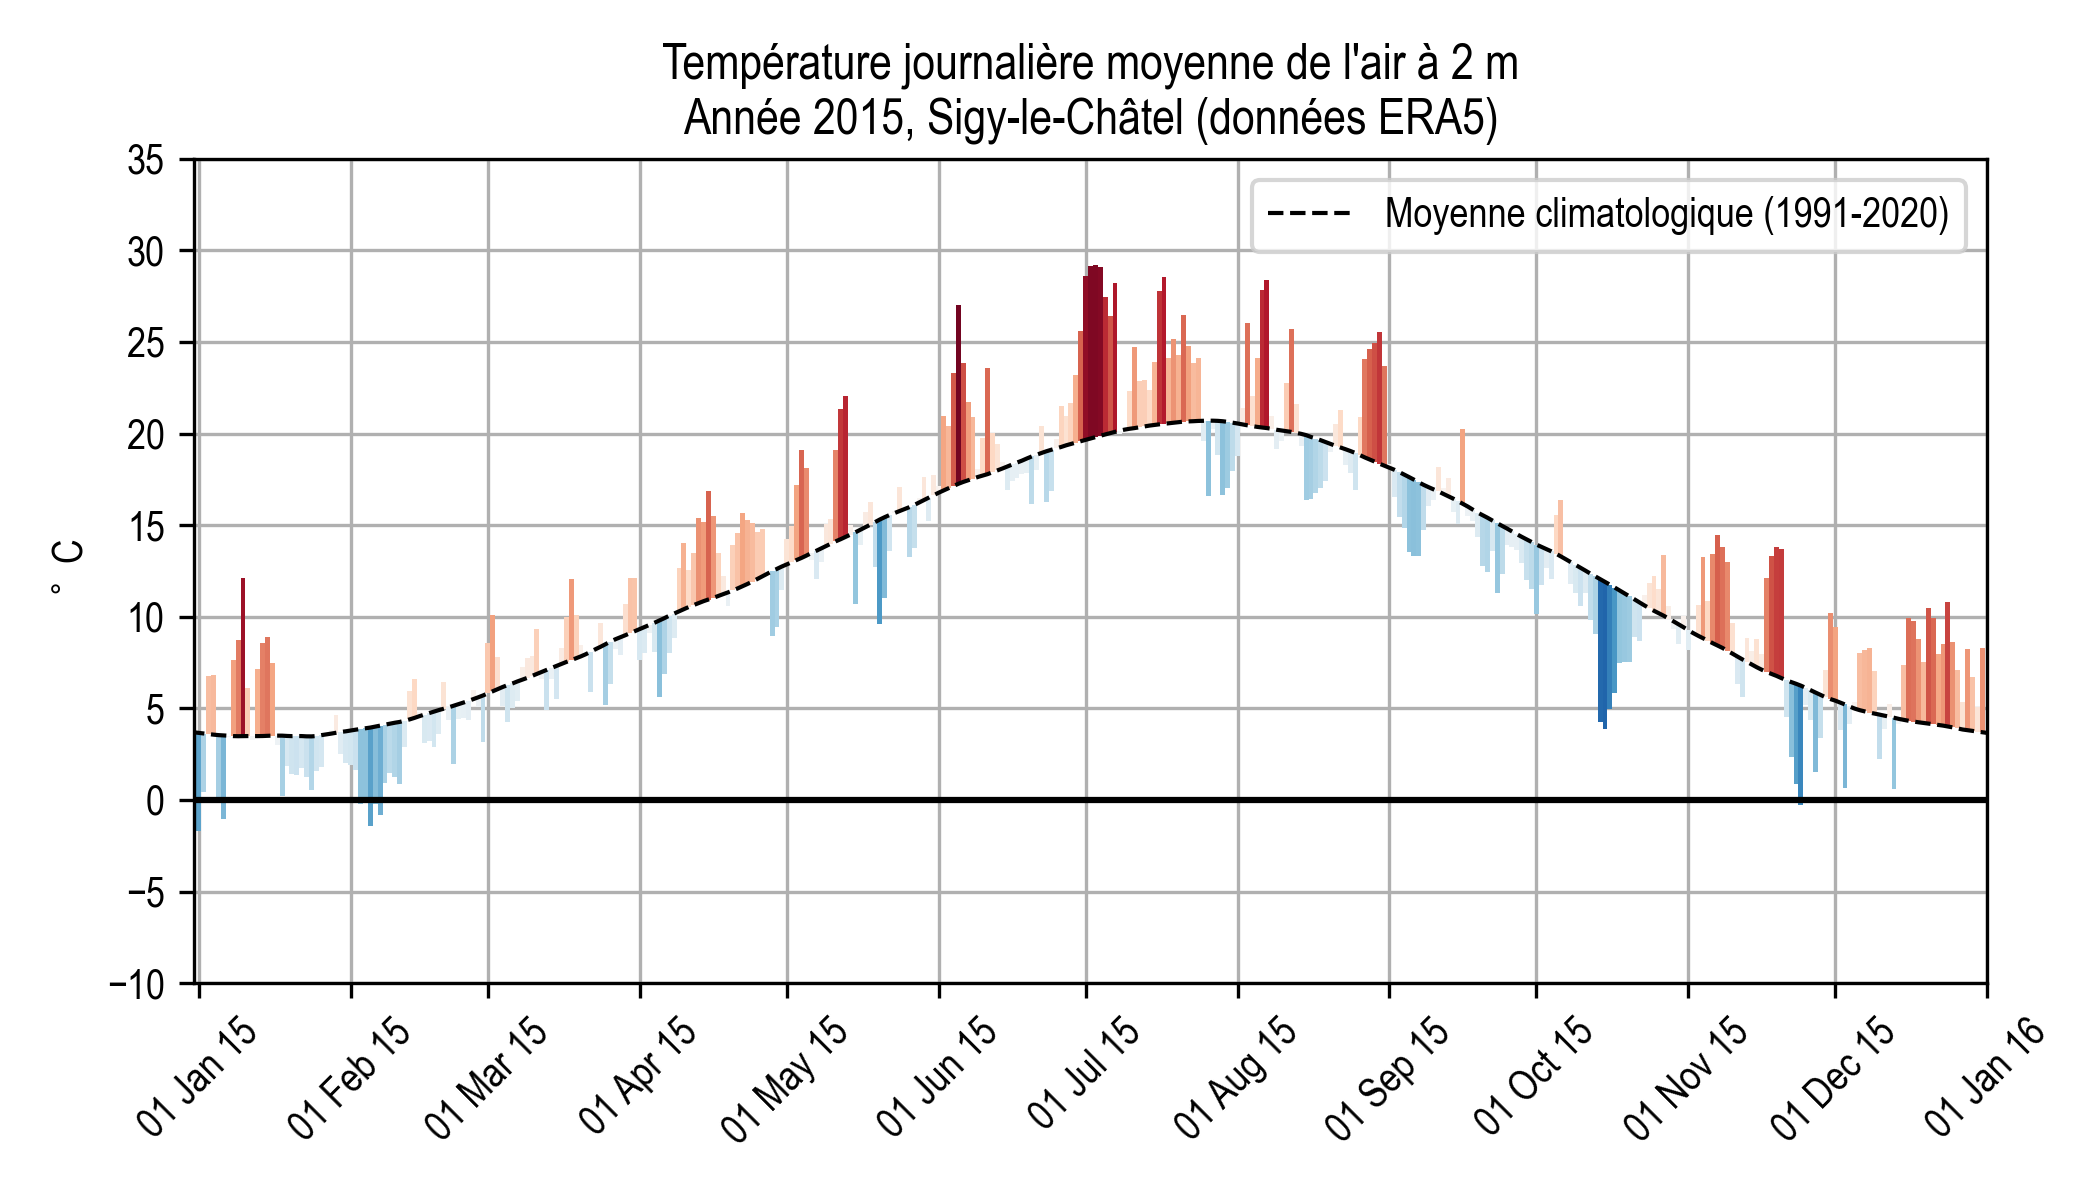 Température journalière moyenne de l'air à 2 m
Année 2015, Sigy-le-Châtel (données ERA5)
Moyenne climatologique (1991-2020)
° C
35
30
25
20
15
10
5
0
−5
−10
01 Jan 15
01 Feb 15
01 Mar 15
01 Apr 15
01 May 15
01 Jun 15
01 Jul 15
01 Aug 15
01 Sep 15
01 Oct 15
01 Nov 15
01 Dec 15
01 Jan 16